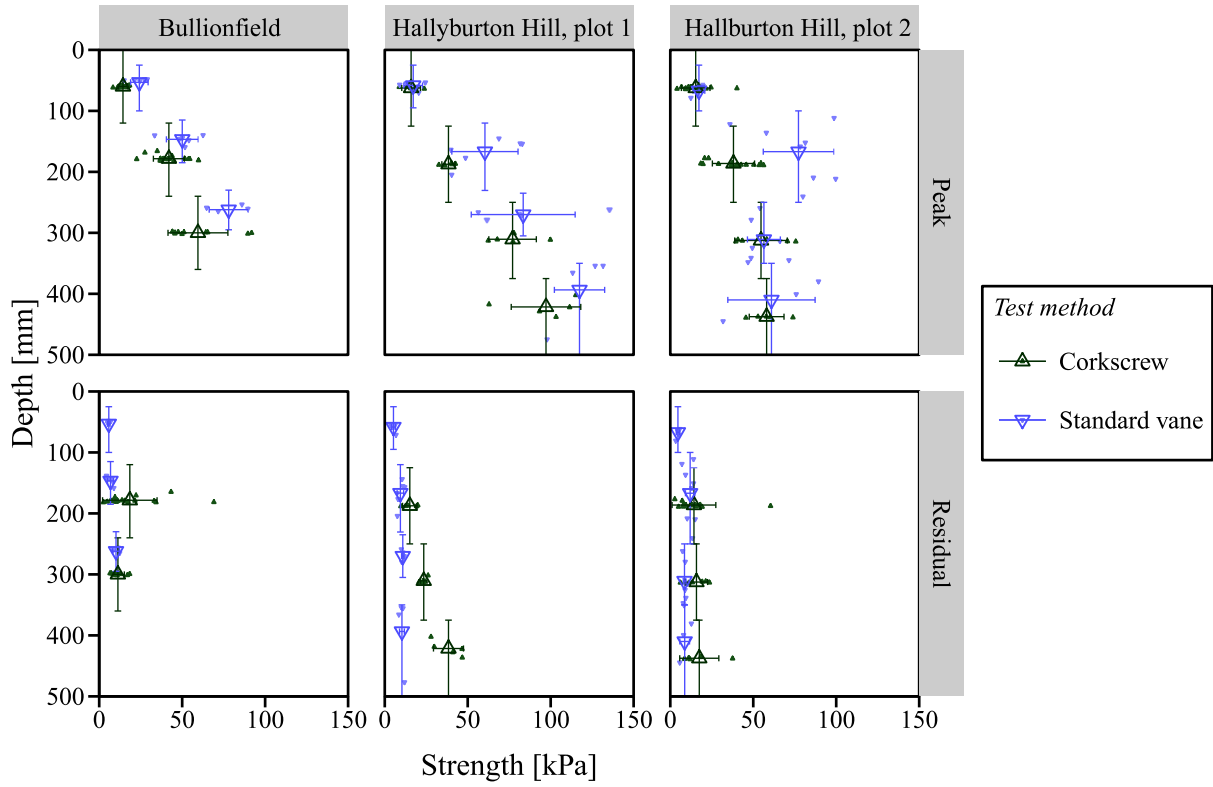 Bullionfield
Hallyburton Hill, plot 1
Hallburton Hill, plot 2
0
100
200
300
400
500
Peak
0
100
200
300
400
500
Residual
Depth [mm]
0 50 100 150
0 50 100 150
0 50 100 150
Strength [kPa]
Test method
Corkscrew
Standard vane